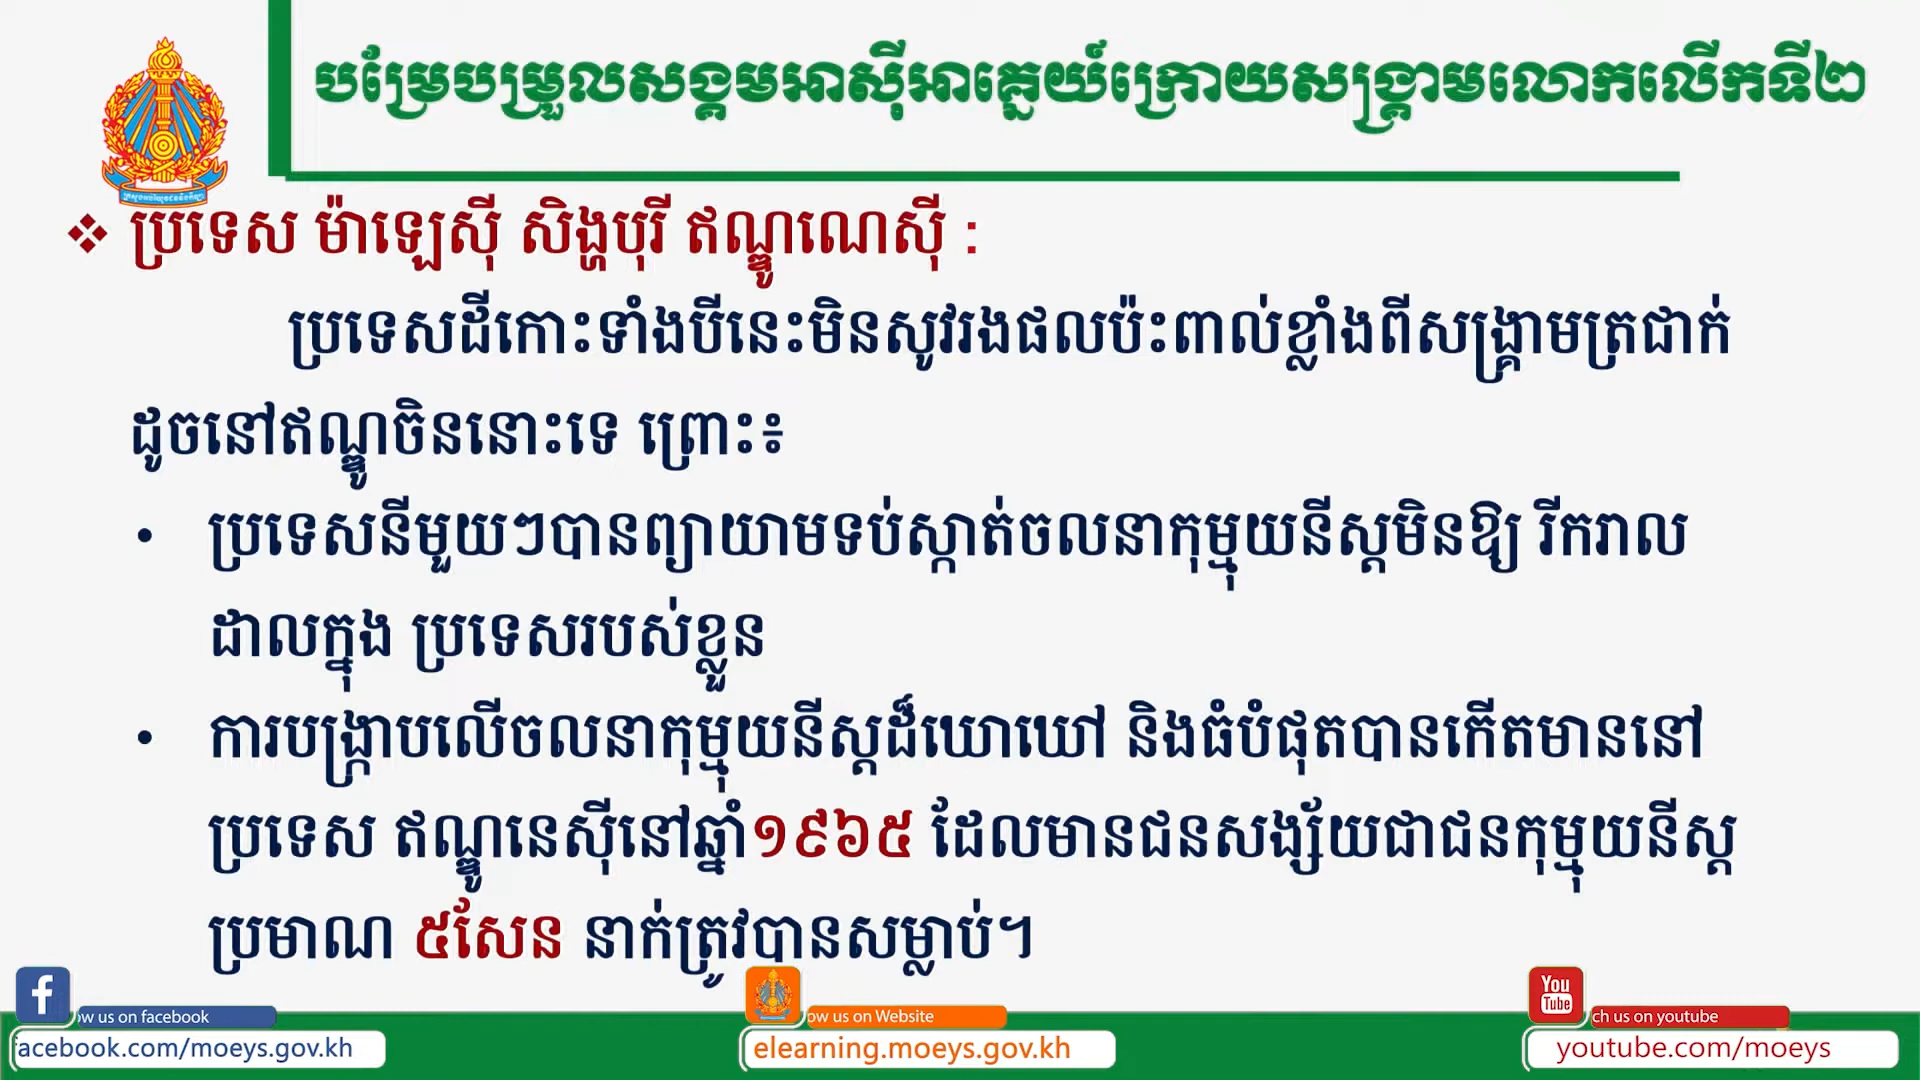 បម្រែបម្រួលសង្គមអាស៊ីអាគ្នេយ៍ក្រោយសង្គ្រាមលោកលើកទី២
❖ ប្រទេស ម៉ាឡេស៊ី សិង្ហបុរី ឥណ្ឌូណេស៊ី :
ប្រទេសដីកោះទាំងបីនេះមិនសូវរងផលប៉ះពាល់ខ្លាំងពីសង្គ្រាមត្រជាក់
ដូចនៅឥណ្ឌូចិននោះទេ ព្រោះ៖
• ប្រទេសនីមួយៗបានព្យាយាមទប់ស្កាត់ចលនាកុម្មុយនីស្តមិនឱ្យ រីករាល
ដាលក្នុង ប្រទេសរបស់ខ្លួន
• ការបង្ក្រាបលើចលនាកុម្មុយនីស្តដ៏ឃោឃៅ និងធំបំផុតបានកើតមាននៅ
ប្រទេស ឥណ្ឌូនេស៊ីនៅឆ្នាំ១៩៦៥ ដែលមានជនសង្ស័យជាជនកុម្មុយនីស្ត
ប្រមាណ ៥សែន នាក់ត្រូវបានសម្លាប់។
ow us on facebook
acebook.com/moeys.gov.kh
ow us on Website
elearning.moeys.gov.kh
You
Tube
ch us on youtube
youtube.com/moeys